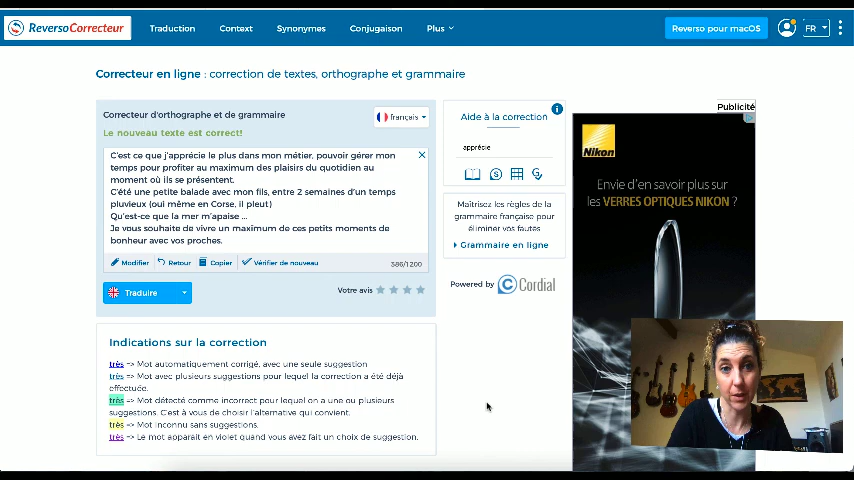 ReversoCorrecteur
Traduction
Context
Synonymes
Conjugaison
Plus
Reverso pour macOS
FR
Correcteur en ligne : correction de textes, orthographe et grammaire
Correcteur d'orthographe et de grammaire
français
Le nouveau texte est correct!
C'est ce que j'apprécie le plus dans mon métier, pouvoir gérer mon
temps pour profiter au maximum des plaisirs du quotidien au
moment où ils se présentent.
C'été une petite balade avec mon fils, entre 2 semaines d'un temps
pluvieux (oui même en Corse, il pleut)
Qu'est-ce que la mer m'apaise ...
Je vous souhaite de vivre un maximum de ces petits moments de
bonheur avec vos proches.
Modifier
Retour
Copier
Vérifier de nouveau
386/1200
Traduire
Votre avis
Aide à la correction
i
apprécie
Maîtrisez les règles de la
grammaire française pour
éliminer vos fautes
Grammaire en ligne
Powered by Cordial
Indications sur la correction
très => Mot automatiquement corrigé, avec une seule suggestion
très => Mot avec plusieurs suggestions pour lequel la correction a été déjà
effectuée.
très => Mot détecté comme incorrect pour lequel on a une ou plusieurs
suggestions. C'est à vous de choisir l'alternative qui convient.
très => Mot inconnu sans suggestions.
très => Le mot apparaît en violet quand vous avez fait un choix de suggestion.
Publicité
Nikon
Envie d'en savoir plus sur
les VERRES OPTIQUES NIKON ?